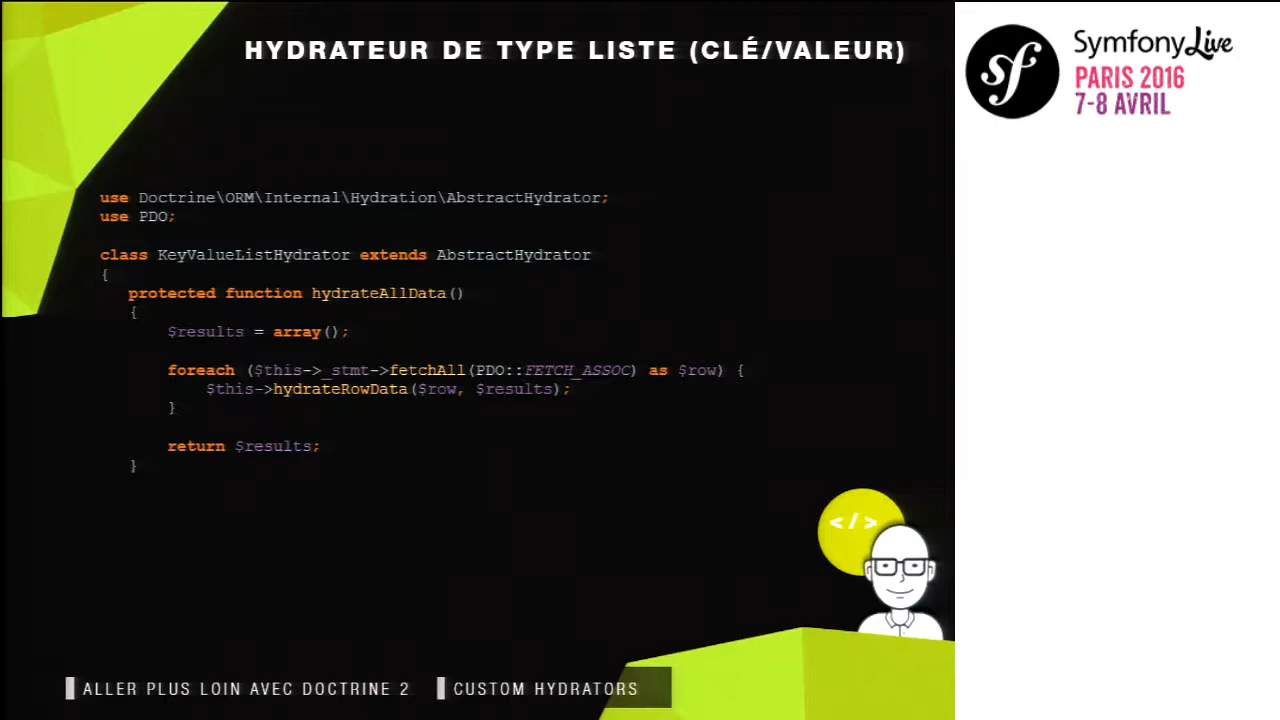 HYDRATEUR DE TYPE LISTE (CLÉ/VALEUR)
use Doctrine\ORM\Internal\Hydration\AbstractHydrator;
use PDO;
class KeyValueListHydrator extends AbstractHydrator
{
protected function hydrateAllData()
{
$results = array();
foreach ($this->_stmt->fetchAll(PDO::FETCH_ASSOC) as $row) {
$this->hydrateRowData($row, $results);
}
return $results;
}
</>
ALLER PLUS LOIN AVEC DOCTRINE 2
CUSTOM HYDRATORS
sf
SymfonyLive
PARIS 2016
7-8 AVRIL